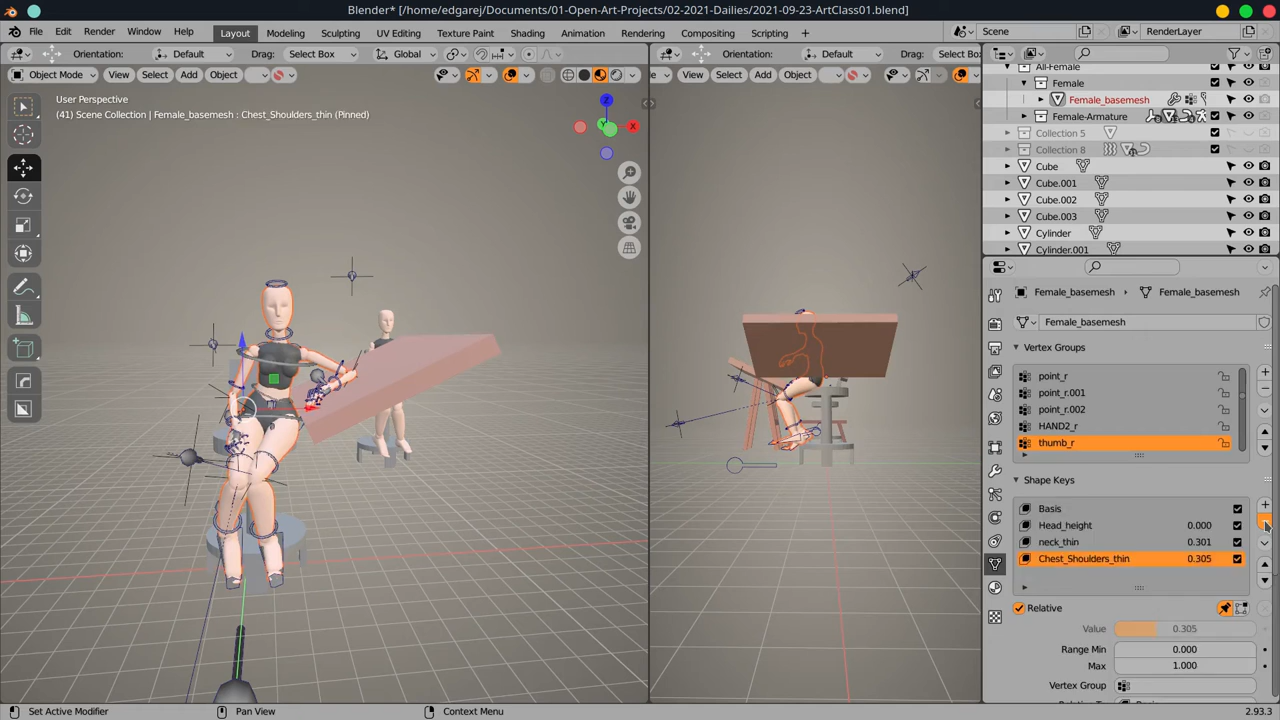 Blender* [/home/edgarej/Documents/01-Open-Art-Projects/02-2021-Dailies/2021-09-23-ArtClass01.blend]
File Edit Render Window Help Layout Modeling Sculpting UV Editing Texture Paint Shading Animation Rendering Compositing Scripting + Scene RenderLayer
Orientation: Default Drag: Select Box Global Orientation: Default Drag: Select Bo
Object Mode View Select Add Object View Select Add Object
User Perspective
(41) Scene Collection | Female_basemesh : Chest_Shoulders_thin (Pinned)
Z
Y
X
All-Female
Female
Female_basemesh
Female-Armature
Collection 5
Collection 8
Cube
Cube.001
Cube.002
Cube.003
Cylinder
Cylinder.001
Female_basemesh Female_basemesh
Female_basemesh
Vertex Groups
point_r
point_r.001
point_r.002
HAND2_r
thumb_r
Shape Keys
Basis
Head_height 0.000
neck_thin 0.301
Chest_Shoulders_thin 0.305
Relative
Value 0.305
Range Min 0.000
Max 1.000
Vertex Group
Set Active Modifier Pan View Context Menu 2.93.3